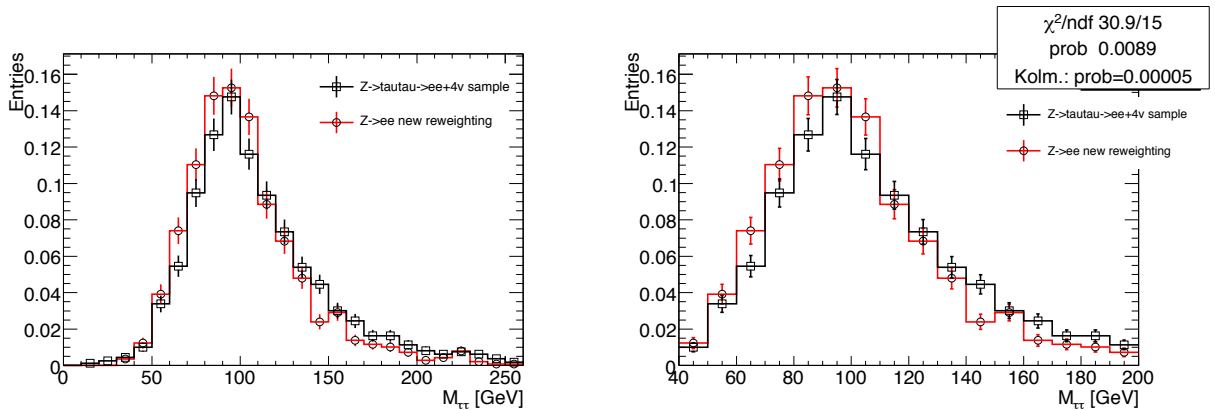 Entries
0.16
0.14
0.12
0.1
0.08
0.06
0.04
0.02
0
0 50 100 150 200 250
M_ττ [GeV]
Z->tautau->ee+4v sample
Z->ee new reweighting
Entries
0.16
0.14
0.12
0.1
0.08
0.06
0.04
0.02
0
40 60 80 100 120 140 160 180 200
M_ττ [GeV]
χ²/ndf 30.9/15
prob 0.0089
Kolm.: prob=0.00005
Z->tautau->ee+4v sample
Z->ee new reweighting